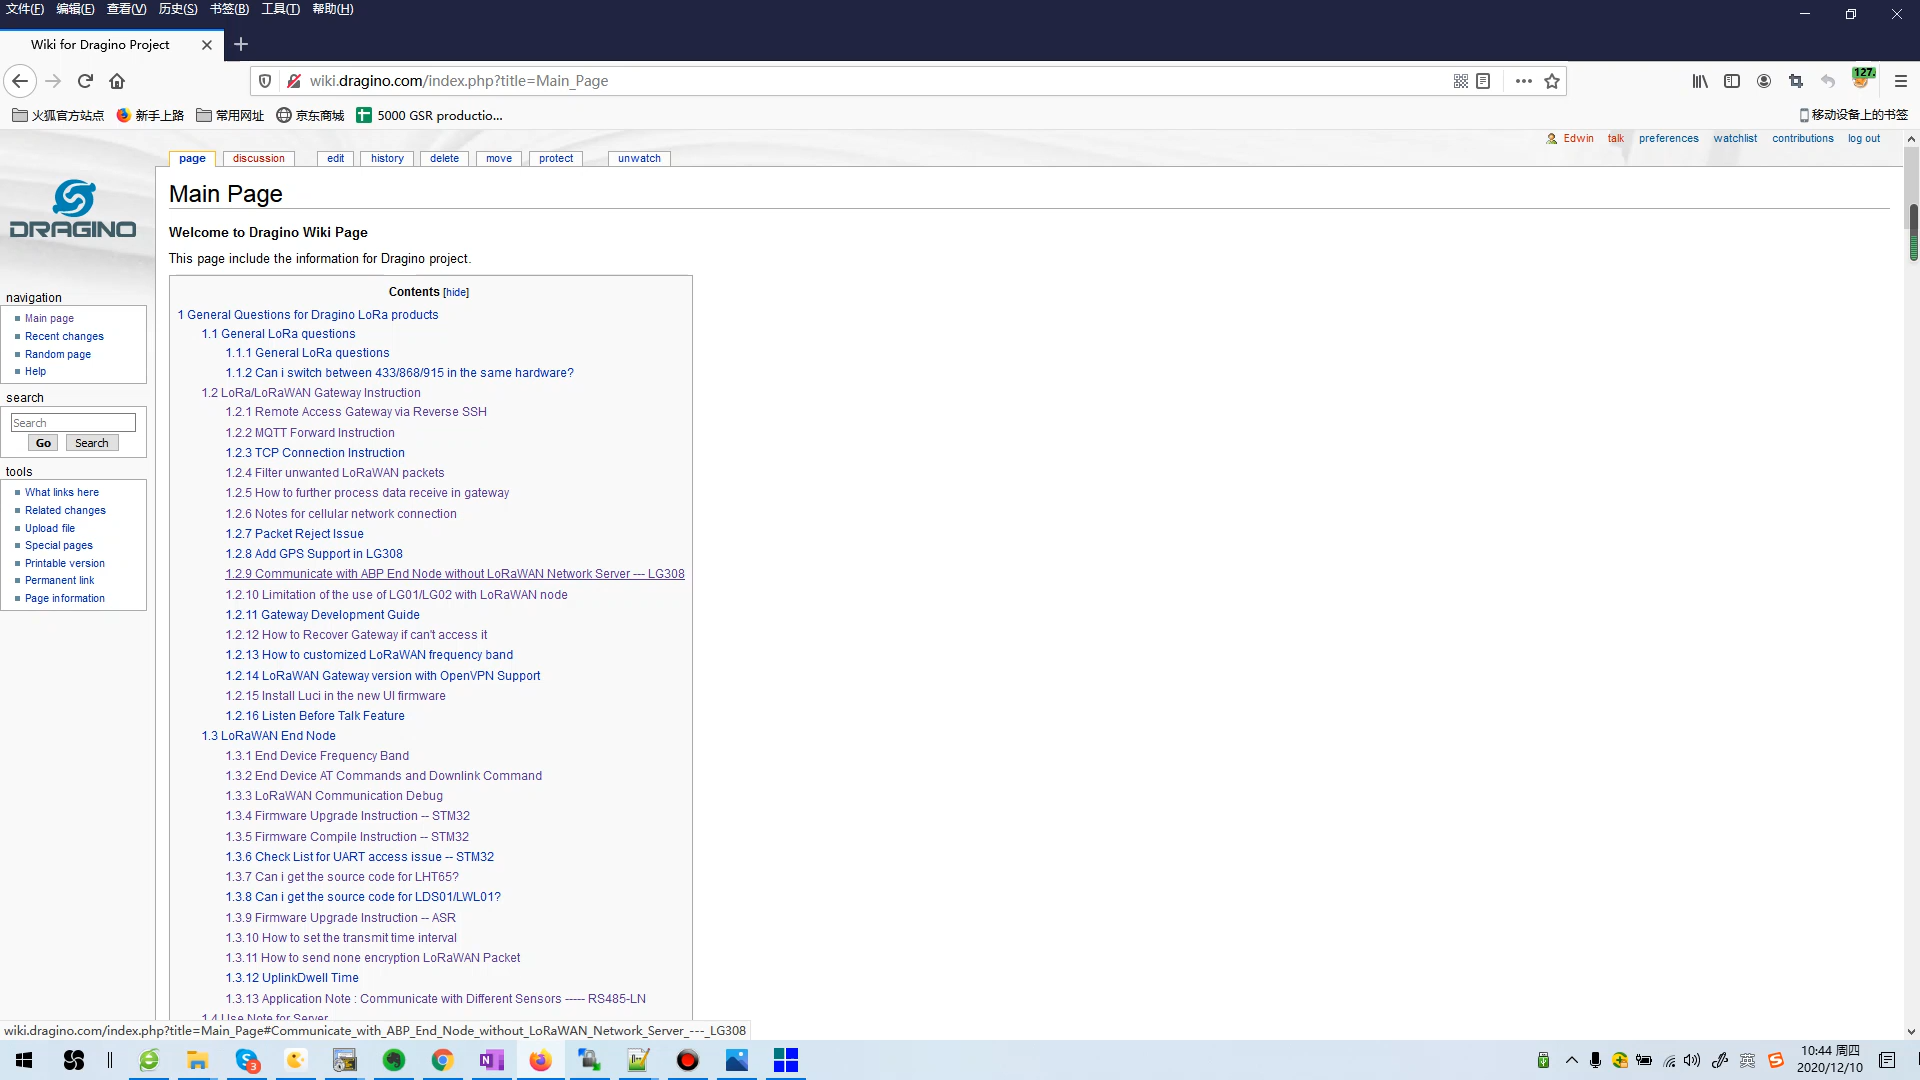 文件(F) 编辑(E) 查看(V) 历史(S) 书签(B) 工具(T) 帮助(H)
Wiki for Dragino Project
wiki.dragino.com/index.php?title=Main_Page
127.
火狐官方站点 新手上路 常用网址 京东商城 5000 GSR productio... 移动设备上的书签
Edwin talk preferences watchlist contributions log out
page discussion edit history delete move protect unwatch
DRAGINO
Main Page
Welcome to Dragino Wiki Page
This page include the information for Dragino project.
navigation
Main page
Recent changes
Random page
Help
search
Search
Go Search
tools
What links here
Related changes
Upload file
Special pages
Printable version
Permanent link
Page information
Contents [hide]
1 General Questions for Dragino LoRa products
1.1 General LoRa questions
1.1.1 General LoRa questions
1.1.2 Can i switch between 433/868/915 in the same hardware?
1.2 LoRa/LoRaWAN Gateway Instruction
1.2.1 Remote Access Gateway via Reverse SSH
1.2.2 MQTT Forward Instruction
1.2.3 TCP Connection Instruction
1.2.4 Filter unwanted LoRaWAN packets
1.2.5 How to further process data receive in gateway
1.2.6 Notes for cellular network connection
1.2.7 Packet Reject Issue
1.2.8 Add GPS Support in LG308
1.2.9 Communicate with ABP End Node without LoRaWAN Network Server --- LG308
1.2.10 Limitation of the use of LG01/LG02 with LoRaWAN node
1.2.11 Gateway Development Guide
1.2.12 How to Recover Gateway if can't access it
1.2.13 How to customized LoRaWAN frequency band
1.2.14 LoRaWAN Gateway version with OpenVPN Support
1.2.15 Install Luci in the new UI firmware
1.2.16 Listen Before Talk Feature
1.3 LoRaWAN End Node
1.3.1 End Device Frequency Band
1.3.2 End Device AT Commands and Downlink Command
1.3.3 LoRaWAN Communication Debug
1.3.4 Firmware Upgrade Instruction -- STM32
1.3.5 Firmware Compile Instruction -- STM32
1.3.6 Check List for UART access issue -- STM32
1.3.7 Can i get the source code for LHT65?
1.3.8 Can i get the source code for LDS01/LWL01?
1.3.9 Firmware Upgrade Instruction -- ASR
1.3.10 How to set the transmit time interval
1.3.11 How to send none encryption LoRaWAN Packet
1.3.12 UplinkDwell Time
1.3.13 Application Note : Communicate with Different Sensors ----- RS485-LN
1.4 Use Note for Server
wiki.dragino.com/index.php?title=Main_Page#Communicate_with_ABP_End_Node_without_LoRaWAN_Network_Server_---_LG308
3
英
10:44 周四
2020/12/10